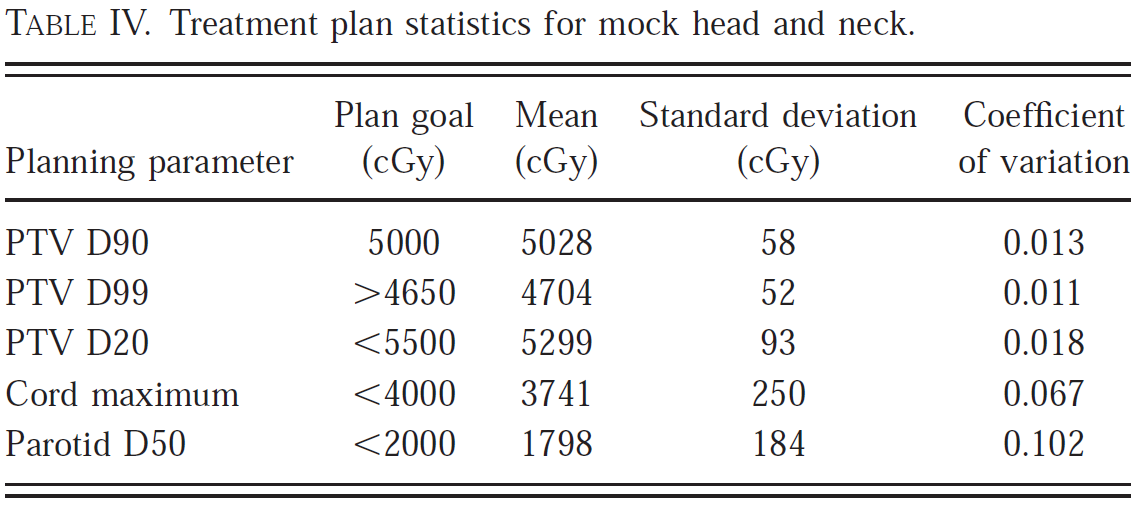 TABLE IV. Treatment plan statistics for mock head and neck.
Planning parameter Plan goal (cGy) Mean (cGy) Standard deviation (cGy) Coefficient of variation
PTV D90 5000 5028 58 0.013
PTV D99 >4650 4704 52 0.011
PTV D20 <5500 5299 93 0.018
Cord maximum <4000 3741 250 0.067
Parotid D50 <2000 1798 184 0.102